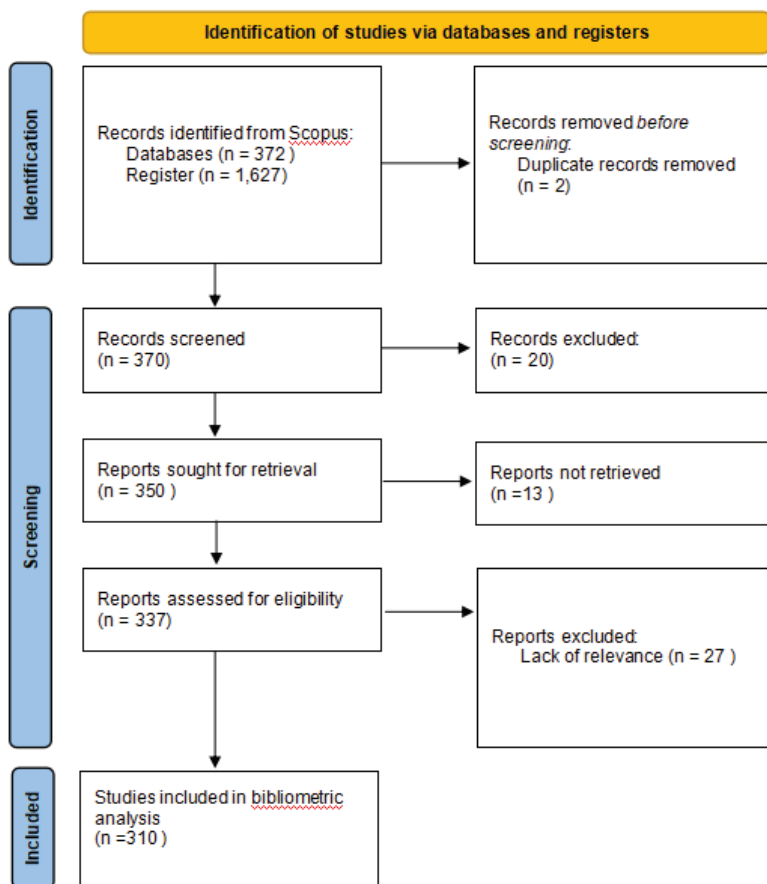 Identification of studies via databases and registers
Identification
Records identified from Scopus:
Databases (n = 372 )
Register (n = 1,627)
Records removed before
screening:
Duplicate records removed
(n = 2)
Screening
Records screened
(n = 370)
Records excluded:
(n = 20)
Reports sought for retrieval
(n = 350 )
Reports not retrieved
(n =13 )
Reports assessed for eligibility
(n = 337)
Reports excluded:
Lack of relevance (n = 27 )
Included
Studies included in bibliometric
analysis
(n =310 )